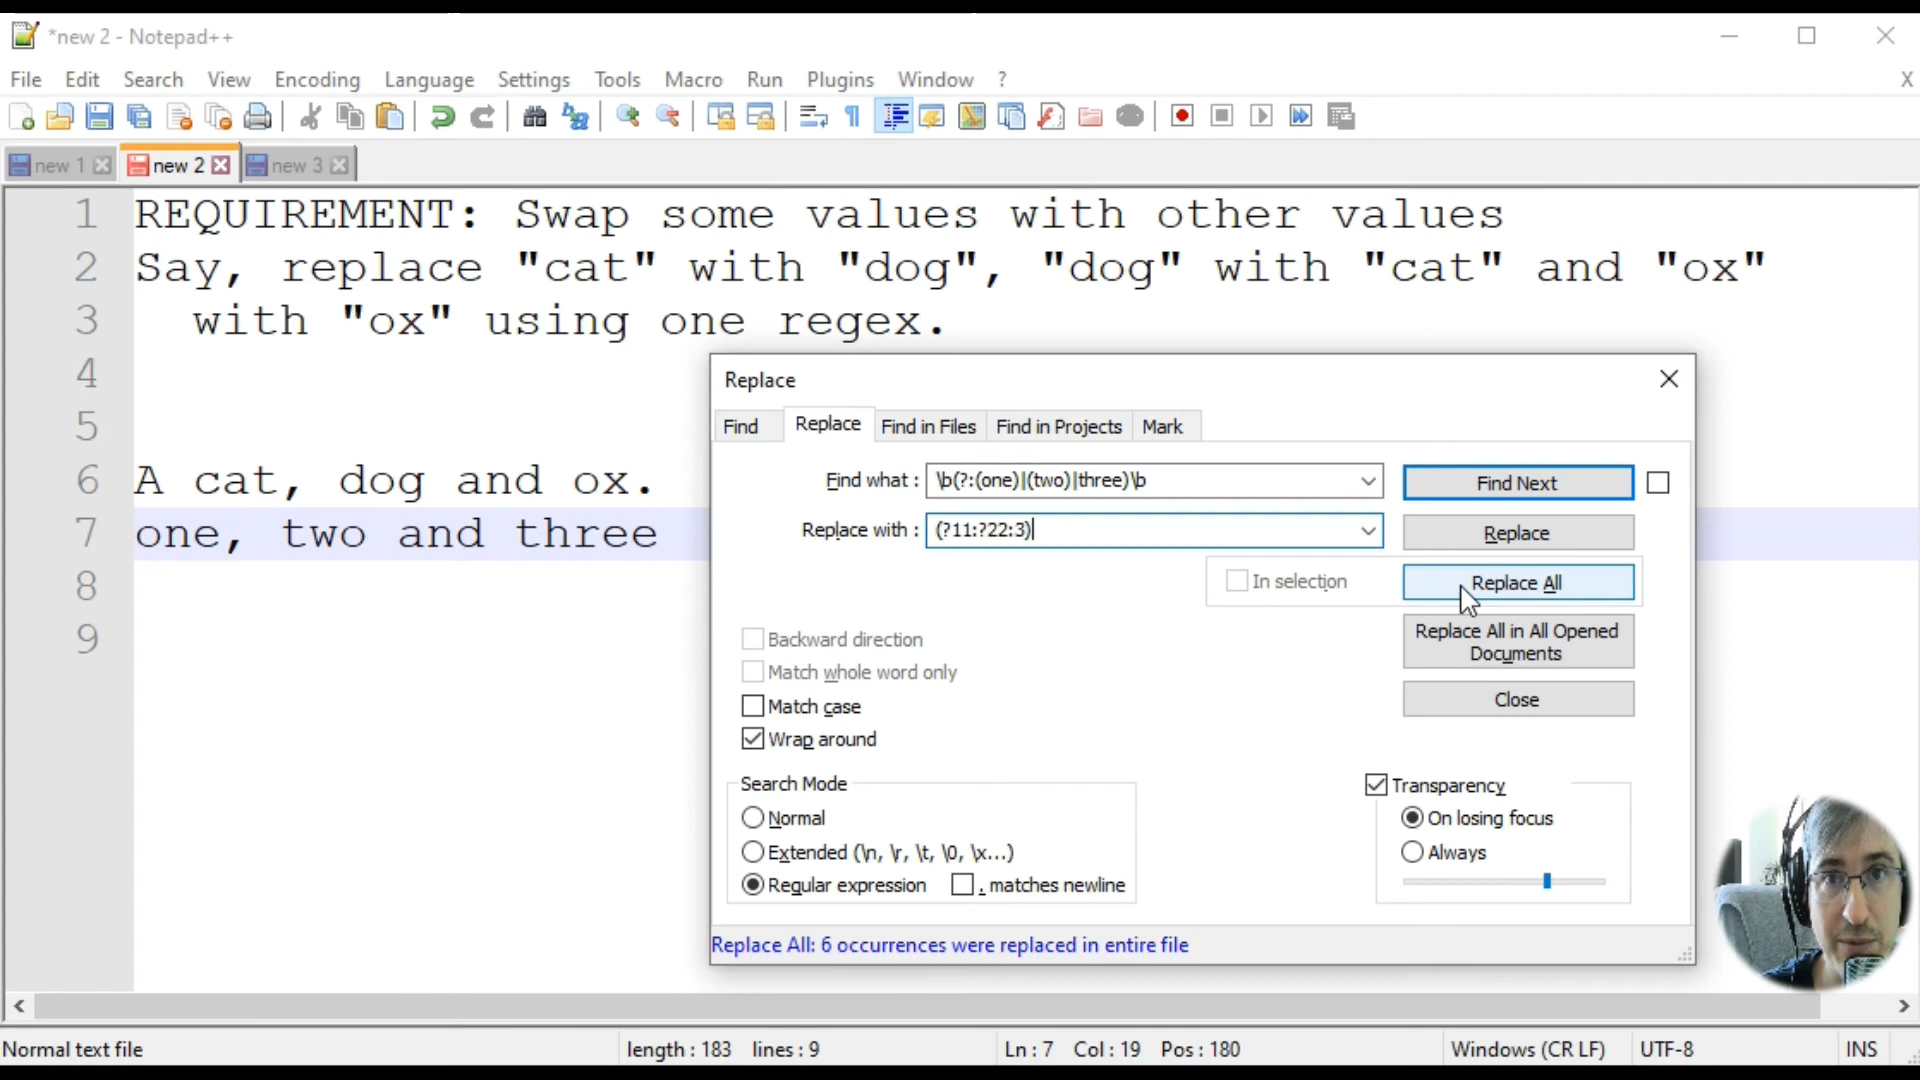 *new 2 - Notepad++
File Edit Search View Encoding Language Settings Tools Macro Run Plugins Window ? X
new 1 new 2 new 3
1 REQUIREMENT: Swap some values with other values
2 Say, replace "cat" with "dog", "dog" with "cat" and "ox"
3 with "ox" using one regex.
4
5
6 A cat, dog and ox.
7 one, two and three
8
9
Replace
Find Replace Find in Files Find in Projects Mark
Find what : \b(?:(one)|(two)|three)\b Find Next
Replace with : (?11:?22:3) Replace
In selection Replace All
Replace All in All Opened
Documents
Close
Backward direction
Match whole word only
Match case
Wrap around
Search Mode
Normal
Extended (\n, \r, \t, \0, \x...)
Regular expression . matches newline
Transparency
On losing focus
Always
Replace All: 6 occurrences were replaced in entire file
Normal text file length : 183 lines : 9 Ln : 7 Col : 19 Pos : 180 Windows (CR LF) UTF-8 INS